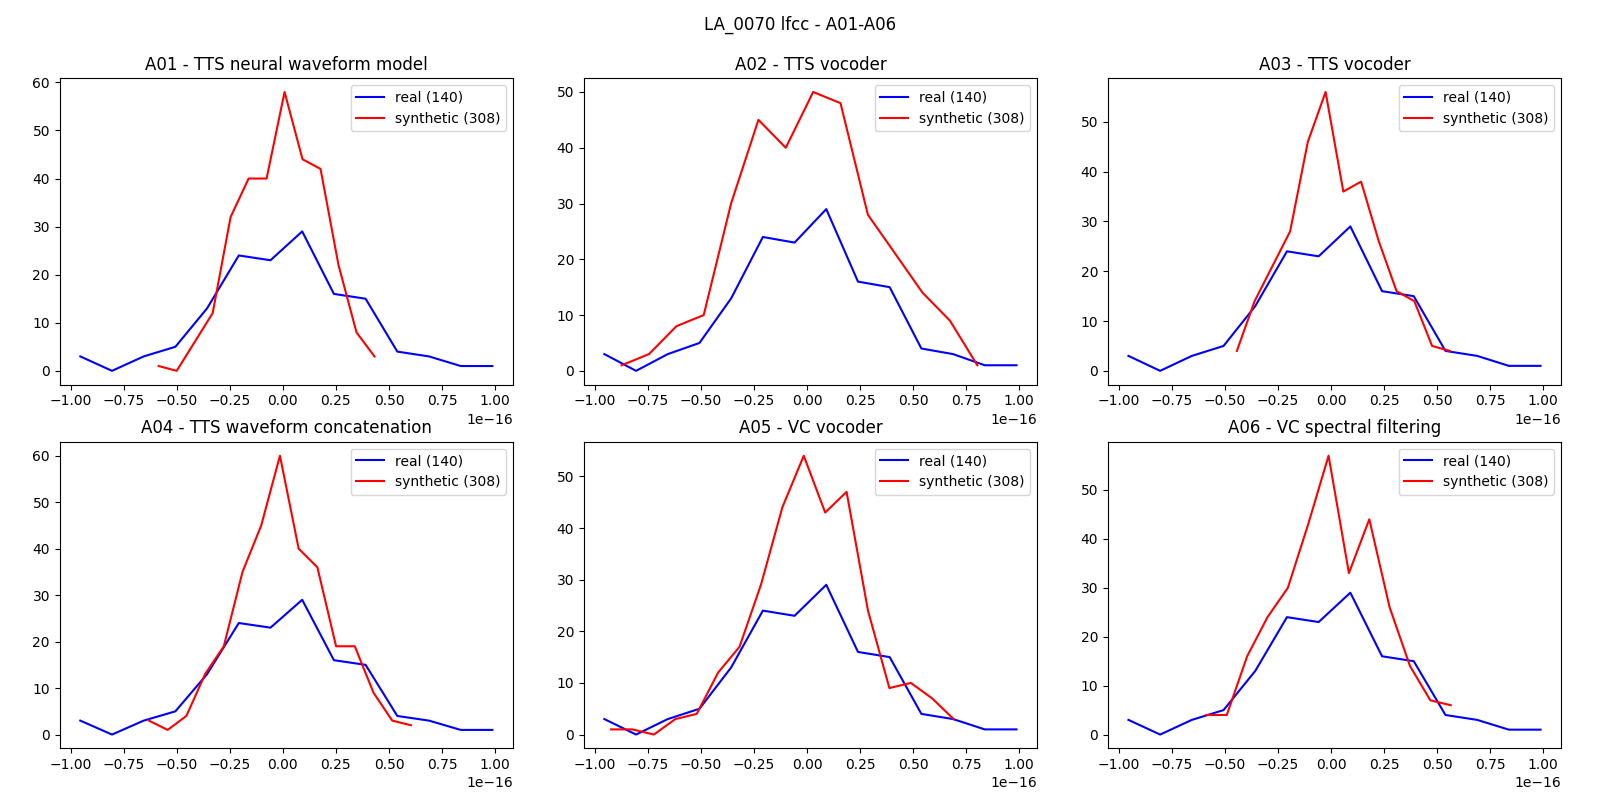 LA_0070 lfcc - A01-A06
A01 - TTS neural waveform model
60
50
40
30
20
10
0
real (140)
synthetic (308)
−1.00 −0.75 −0.50 −0.25 0.00 0.25 0.50 0.75 1.00
1e−16
A02 - TTS vocoder
50
40
30
20
10
0
real (140)
synthetic (308)
−1.00 −0.75 −0.50 −0.25 0.00 0.25 0.50 0.75 1.00
1e−16
A03 - TTS vocoder
50
40
30
20
10
0
real (140)
synthetic (308)
−1.00 −0.75 −0.50 −0.25 0.00 0.25 0.50 0.75 1.00
1e−16
A04 - TTS waveform concatenation
60
50
40
30
20
10
0
real (140)
synthetic (308)
−1.00 −0.75 −0.50 −0.25 0.00 0.25 0.50 0.75 1.00
1e−16
A05 - VC vocoder
50
40
30
20
10
0
real (140)
synthetic (308)
−1.00 −0.75 −0.50 −0.25 0.00 0.25 0.50 0.75 1.00
1e−16
A06 - VC spectral filtering
50
40
30
20
10
0
real (140)
synthetic (308)
−1.00 −0.75 −0.50 −0.25 0.00 0.25 0.50 0.75 1.00
1e−16